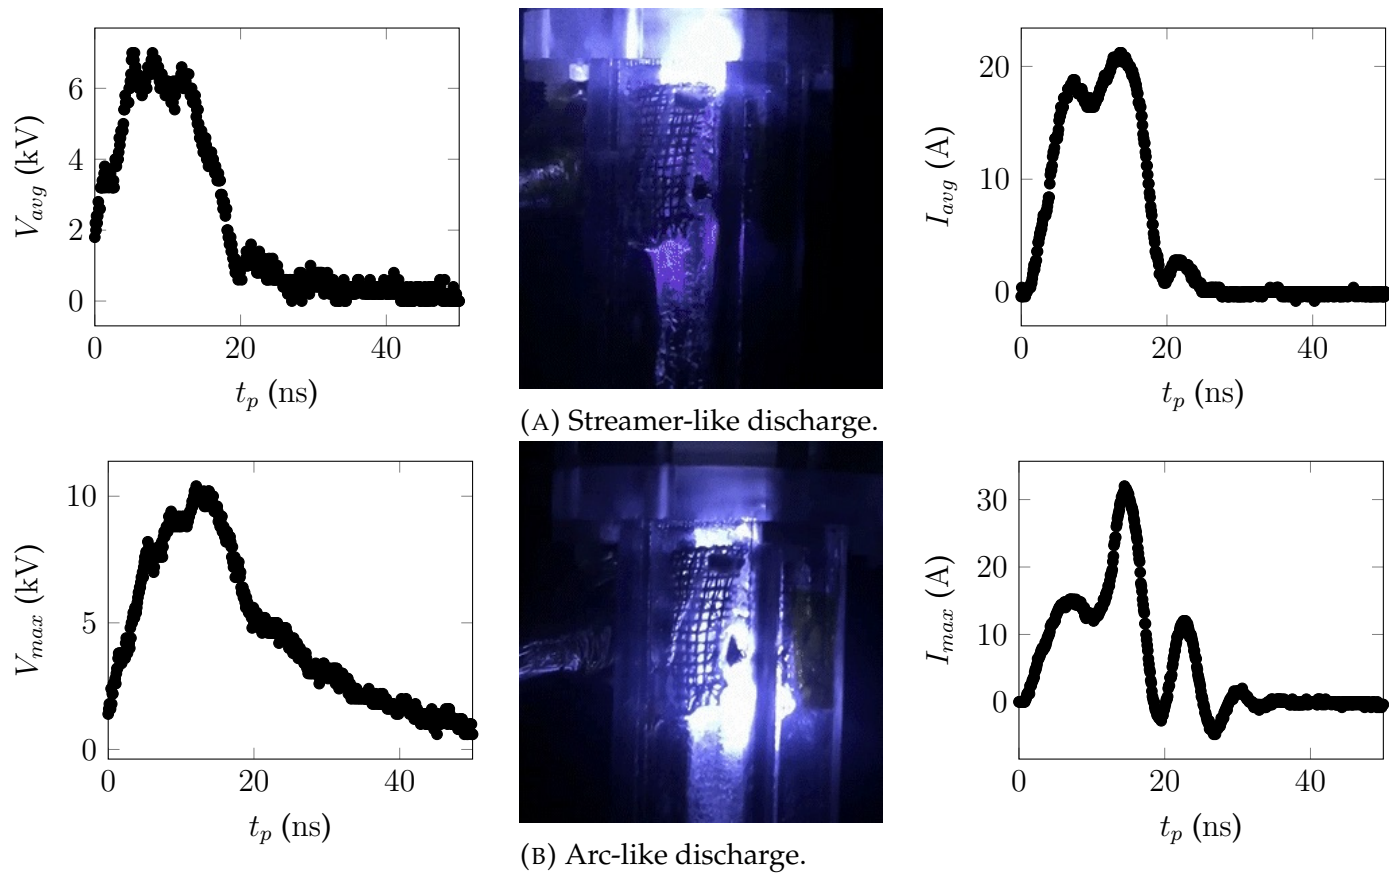 6
4
2
0
V_avg (kV)
0 20 40
t_p (ns)
20
10
0
I_avg (A)
0 20 40
t_p (ns)
(A) Streamer-like discharge.
10
5
0
V_max (kV)
0 20 40
t_p (ns)
30
20
10
0
I_max (A)
0 20 40
t_p (ns)
(B) Arc-like discharge.